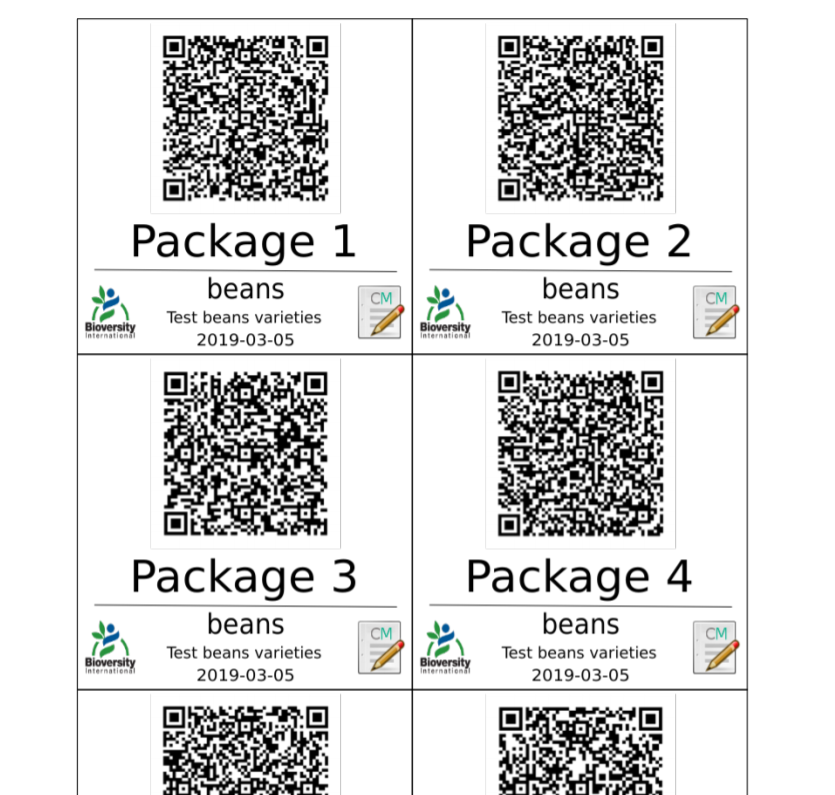 Package 1
beans
Test beans varieties
2019-03-05
Bioversity
International
CM
Package 2
beans
Test beans varieties
2019-03-05
Bioversity
International
CM
Package 3
beans
Test beans varieties
2019-03-05
Bioversity
International
CM
Package 4
beans
Test beans varieties
2019-03-05
Bioversity
International
CM